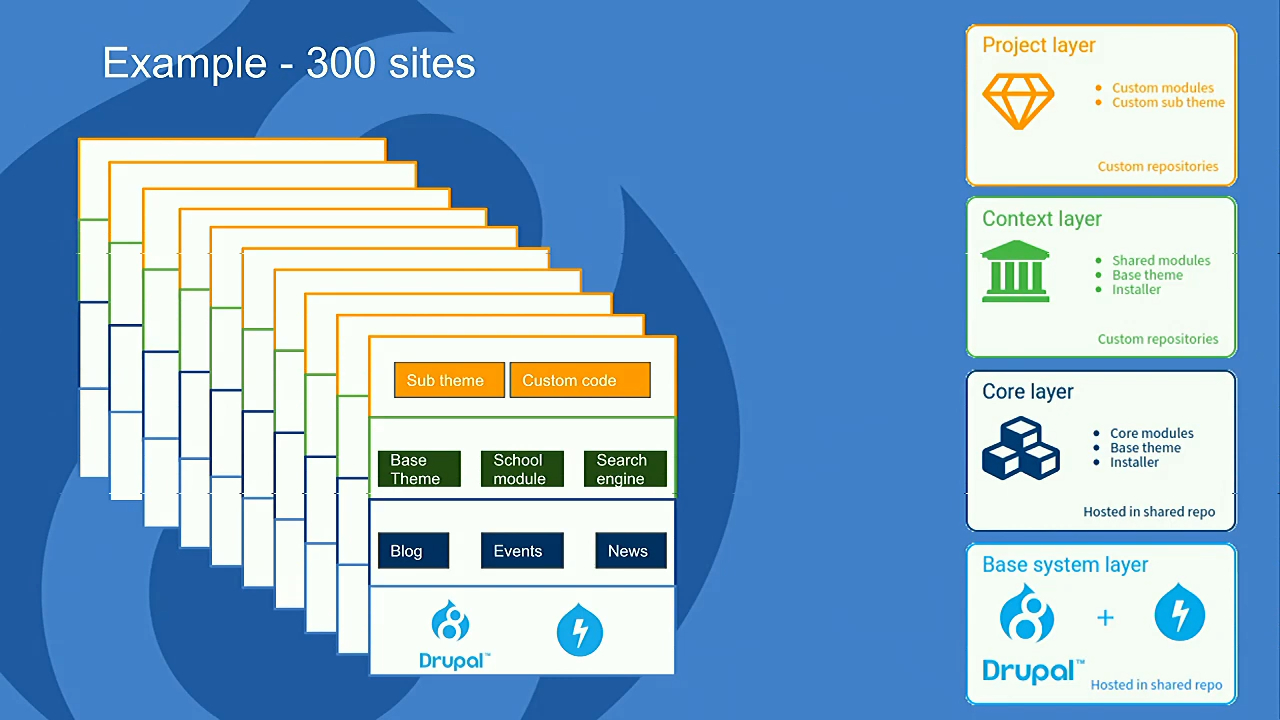 Example - 300 sites
Sub theme
Custom code
Base
Theme
School
module
Search
engine
Blog
Events
News
Drupal™
Project layer
• Custom modules
• Custom sub theme
Custom repositories
Context layer
• Shared modules
• Base theme
• Installer
Custom repositories
Core layer
• Core modules
• Base theme
• Installer
Hosted in shared repo
Base system layer
+
Drupal™
Hosted in shared repo